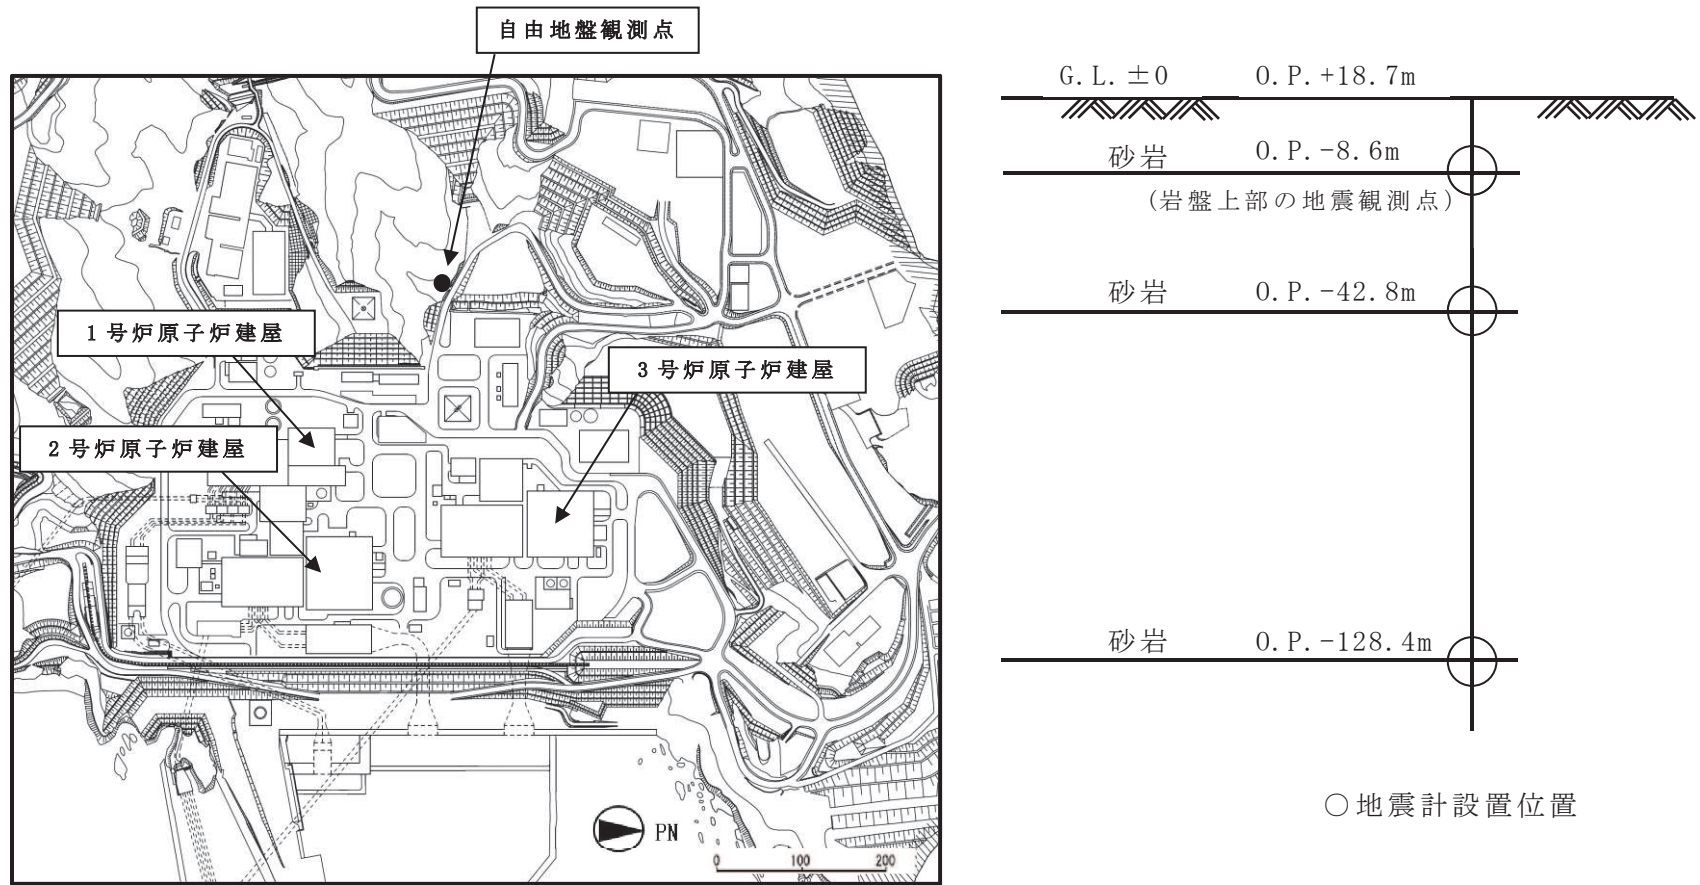 自由地盤観測点
1号炉原子炉建屋
3号炉原子炉建屋
2号炉原子炉建屋
PN
0 100 200
G.L.±0 O.P.+18.7m
砂岩 O.P.-8.6m
(岩盤上部の地震観測点)
砂岩 O.P.-42.8m
砂岩 O.P.-128.4m
○地震計設置位置